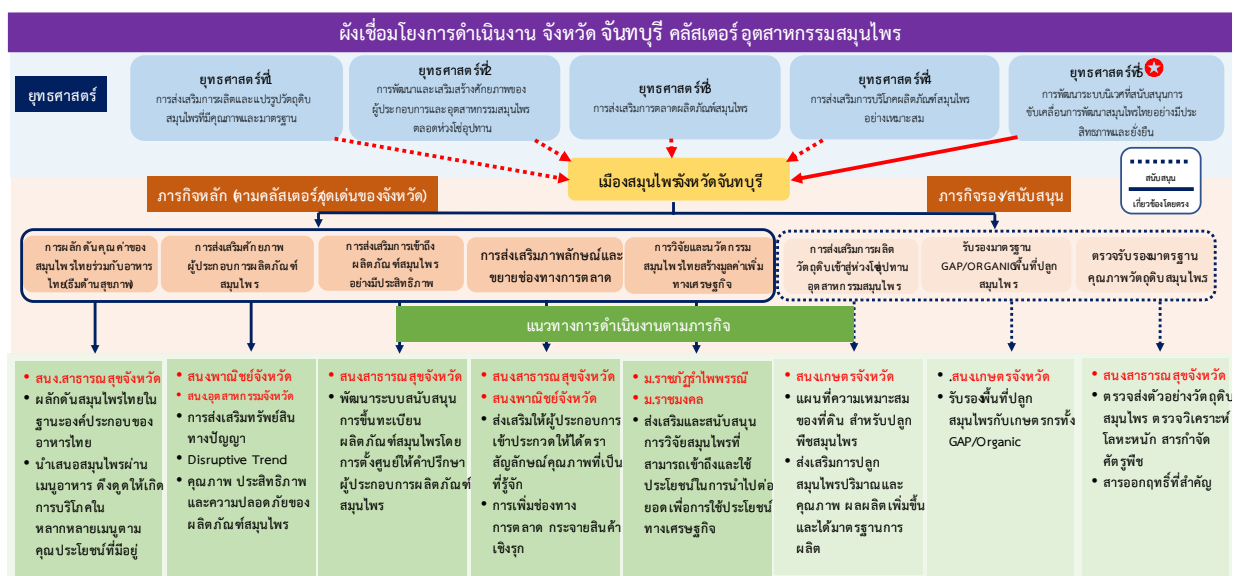 ผังเชื่อมโยงการดำเนินงาน จังหวัด จันทบุรี คลัสเตอร์ อุตสาหกรรมสมุนไพร
ยุทธศาสตร์
ยุทธศาสตร์ที่1
การส่งเสริมการผลิตและแปรรูปวัตถุดิบ
สมุนไพรที่มีคุณภาพและมาตรฐาน
ยุทธศาสตร์ที่2
การพัฒนาและเสริมสร้างศักยภาพของ
ผู้ประกอบการและอุตสาหกรรมสมุนไพร
ตลอดห่วงโซ่อุปทาน
ยุทธศาสตร์ที่3
การส่งเสริมการตลาดผลิตภัณฑ์สมุนไพร
ยุทธศาสตร์ที่4
การส่งเสริมการบริโภคผลิตภัณฑ์สมุนไพร
อย่างเหมาะสม
ยุทธศาสตร์ที่5
การพัฒนาระบบนิเวศที่สนับสนุนการ
ขับเคลื่อนการพัฒนาสมุนไพรไทยอย่างมีประ
สิทธภาพและยั่งยืน
เมืองสมุนไพรจังหวัดจันทบุรี
สนับสนุน
เกี่ยวข้องโดยตรง
ภารกิจหลัก (ตามคลัสเตอร์จุดเด่นของจังหวัด)
ภารกิจรอง/สนับสนุน
การผลักดันคุณค่าของ
สมุนไพรไทยร่วมกับอาหาร
ไทย(ธีมด้านสุขภาพ)
การส่งเสริมศักยภาพ
ผู้ประกอบการผลิตภัณฑ์
สมุนไพร
การส่งเสริมการเข้าถึง
ผลิตภัณฑ์สมุนไพร
อย่างมีประสิทธิภาพ
การส่งเสริมภาพลักษณ์และ
ขยายช่องทางการตลาด
การวิจัยและนวัตกรรม
สมุนไพรไทยสร้างมูลค่าเพิ่ม
ทางเศรษฐกิจ
การส่งเสริมการผลิต
วัตถุดิบเข้าสู่ห่วงโซ่อุปทาน
อุตสาหกรรมสมุนไพร
รับรองมาตรฐาน
GAP/ORGANICพื้นที่ปลูก
สมุนไพร
ตรวจรับรองมาตรฐาน
คุณภาพวัตถุดิบสมุนไพร
แนวทางการดำเนินงานตามภารกิจ
• สนง.สาธารณสุขจังหวัด
• ผลักดันสมุนไพรไทยใน
ฐานะองค์ประกอบของ
อาหารไทย
• นำเสนอสมุนไพรผ่าน
เมนูอาหาร ดึงดูดให้เกิด
การบริโภคใน
หลากหลายเมนูตาม
คุณประโยชน์ที่มีอยู่
• สนง.พาณิชย์จังหวัด
• สนง.อุตสาหกรรมจังหวัด
• การส่งเสริมทรัพย์สิน
ทางปัญญา
• Disruptive Trend
• คุณภาพ ประสิทธิภาพ
และความปลอดภัยของ
ผลิตภัณฑ์สมุนไพร
• สนง.สาธารณสุขจังหวัด
• พัฒนาระบบสนับสนุน
การขึ้นทะเบียน
ผลิตภัณฑ์สมุนไพรโดย
การตั้งศูนย์ให้คำปรึกษา
ผู้ประกอบการผลิตภัณฑ์
สมุนไพร
• สนง.สาธารณสุขจังหวัด
• สนง.พาณิชย์จังหวัด
• ส่งเสริมให้ผู้ประกอบการ
เข้าประกวดให้ได้ตรา
สัญลักษณ์คุณภาพที่เป็น
ที่รู้จัก
• การเพิ่มช่องทาง
การตลาด กระจายสินค้า
เชิงรุก
• ม.ราชภัฏรำไพพรรณี
• ม.ราชมงคล
• ส่งเสริมและสนับสนุน
การวิจัยสมุนไพรที่
สามารถเข้าถึงและใช้
ประโยชน์ในการนำไปต่อ
ยอดเพื่อการใช้ประโยชน์
ทางเศรษฐกิจ
• สนง.เกษตรจังหวัด
• แผนที่ความเหมาะสม
ของที่ดิน สำหรับปลูก
พืชสมุนไพร
• ส่งเสริมการปลูก
สมุนไพรปริมาณและ
คุณภาพ ผลผลิตเพิ่มขึ้น
และได้มาตรฐานการ
ผลิต
• .สนง.เกษตรจังหวัด
• รับรองพื้นที่ปลูก
สมุนไพรกับเกษตรกรทั้ง
GAP/Organic
• สนง.สาธารณสุขจังหวัด
• ตรวจส่งตัวอย่างวัตถุดิบ
สมุนไพร ตรวจวิเคราะห์
โลหะหนัก สารกำจัด
ศัตรูพืช
• สารออกฤทธิ์ที่สำคัญ